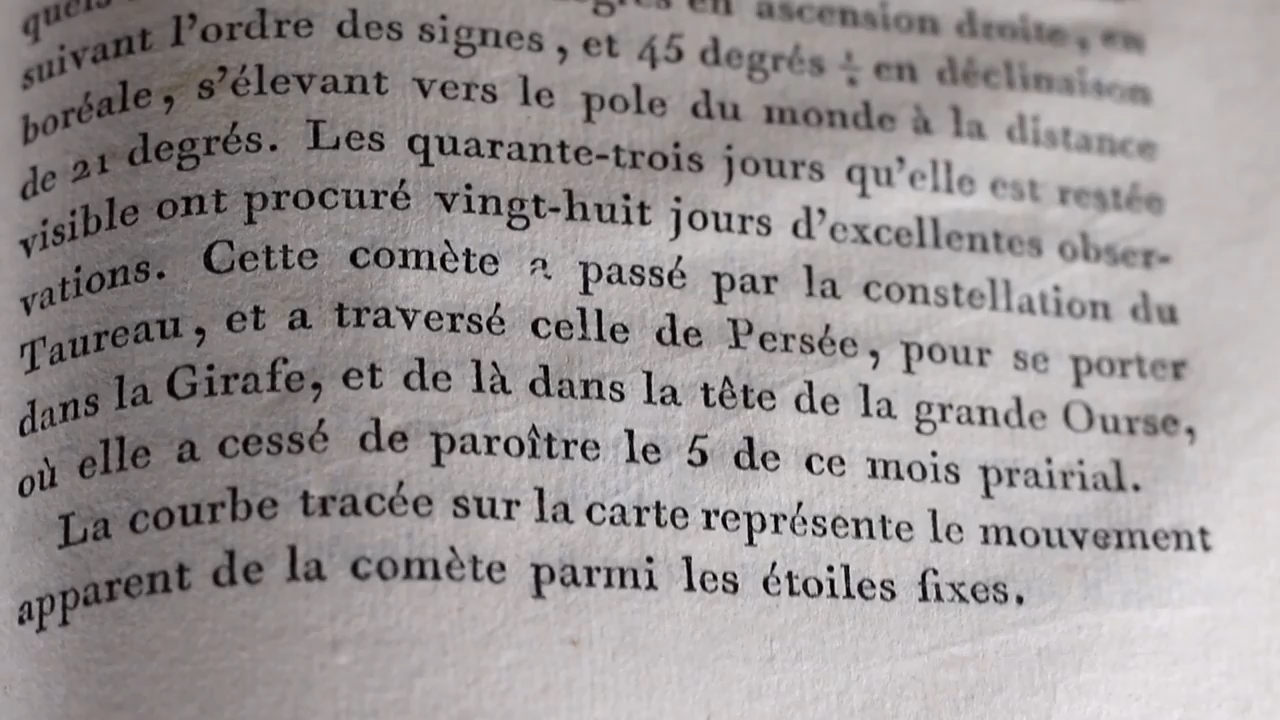 en ascension droite, en
suivant l'ordre des signes, et 45 degrés en déclinaison
boréale, s'élevant vers le pole du monde à la distance
de 21 degrés. Les quarante-trois jours qu'elle est restée
visible ont procuré vingt-huit jours d'excellentes obser-
vations. Cette comète a passé par la constellation du
Taureau, et a traversé celle de Persée, pour se porter
dans la Girafe, et de là dans la tête de la grande Ourse,
où elle a cessé de paroître le 5 de ce mois prairial.
La courbe tracée sur la carte représente le mouvement
apparent de la comète parmi les étoiles fixes.